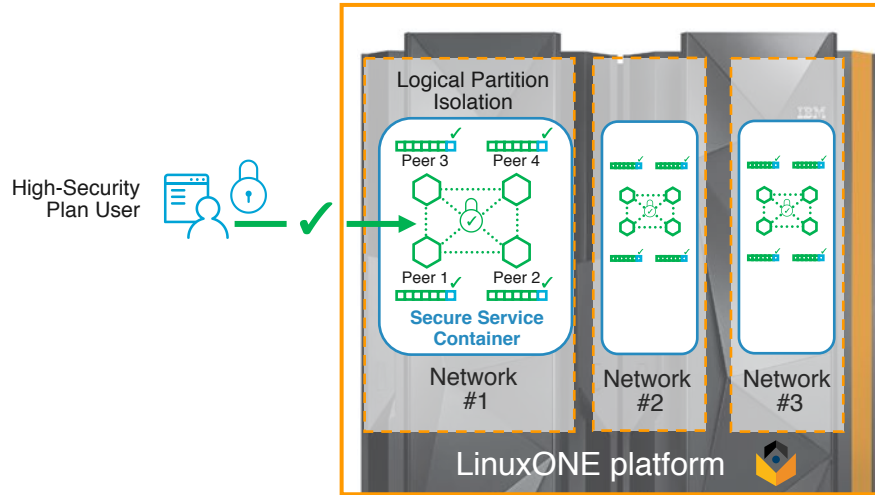 High-Security
Plan User
Logical Partition
Isolation
Peer 3 Peer 4
Peer 1 Peer 2
Secure Service
Container
Network
#1
Network
#2
Network
#3
IBM
LinuxONE platform